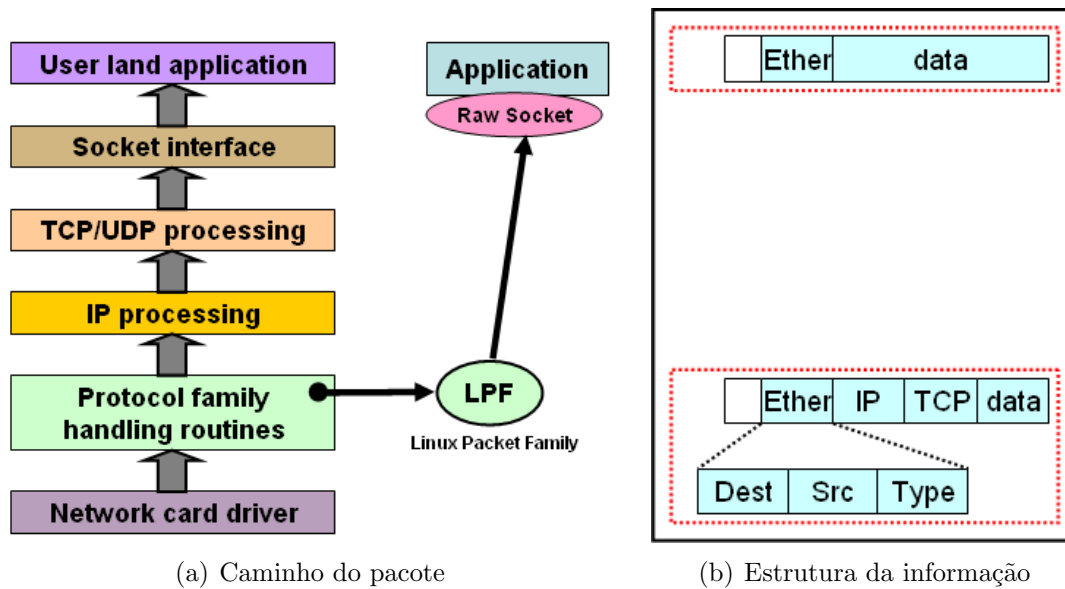 User land application
Socket interface
TCP/UDP processing
IP processing
Protocol family
handling routines
Network card driver
Application
Raw Socket
LPF
Linux Packet Family
(a) Caminho do pacote
Ether data
Ether IP TCP data
Dest Src Type
(b) Estrutura da informação